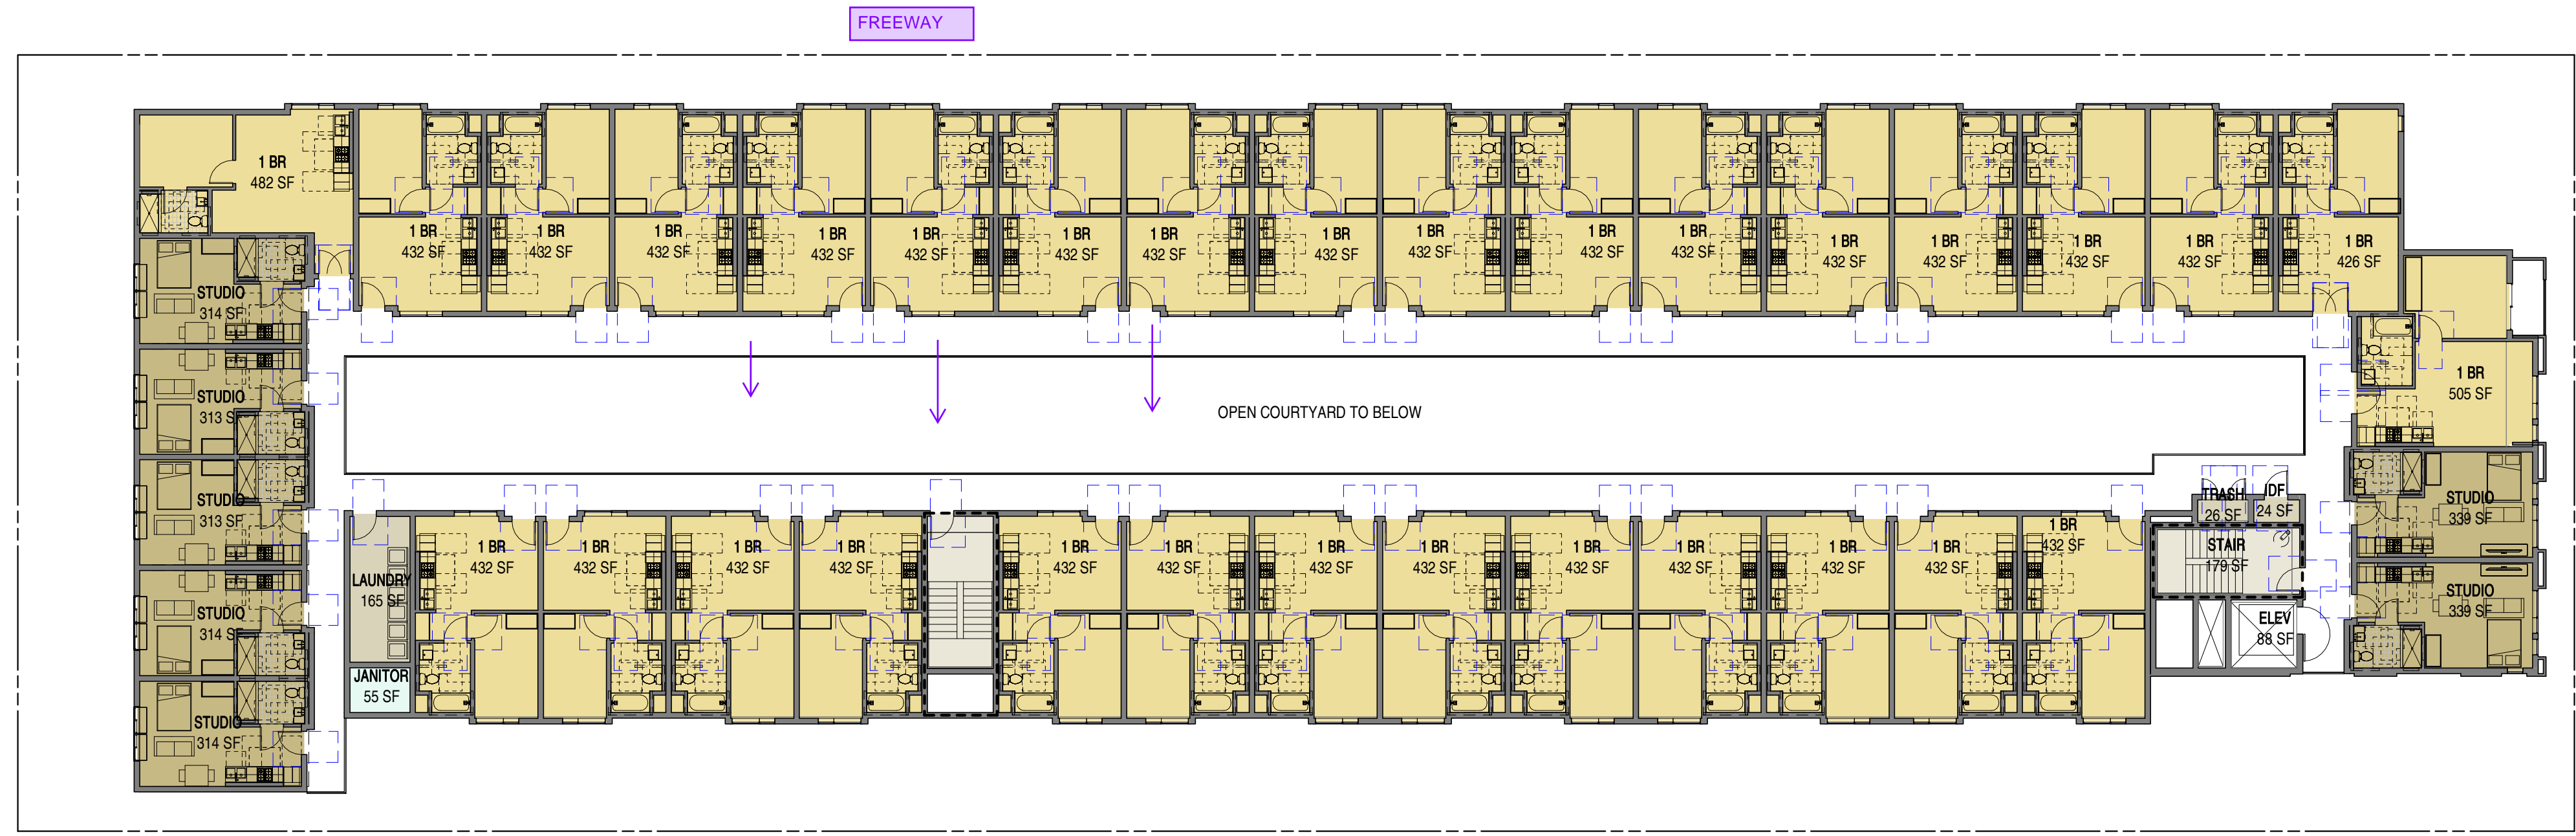 FREEWAY
1 BR
482 SF
1 BR
432 SF
1 BR
432 SF
1 BR
432 SF
1 BR
432 SF
1 BR
432 SF
1 BR
432 SF
1 BR
432 SF
1 BR
432 SF
1 BR
432 SF
1 BR
432 SF
1 BR
432 SF
1 BR
432 SF
1 BR
432 SF
1 BR
432 SF
1 BR
432 SF
1 BR
426 SF
STUDIO
314 SF
STUDIO
313 SF
STUDIO
313 SF
STUDIO
314 SF
STUDIO
314 SF
OPEN COURTYARD TO BELOW
1 BR
505 SF
STUDIO
339 SF
STUDIO
339 SF
TRASH
26 SF
IDF
24 SF
STAIR
179 SF
ELEV
88 SF
LAUNDRY
165 SF
JANITOR
55 SF
1 BR
432 SF
1 BR
432 SF
1 BR
432 SF
1 BR
432 SF
1 BR
432 SF
1 BR
432 SF
1 BR
432 SF
1 BR
432 SF
1 BR
432 SF
1 BR
432 SF
1 BR
432 SF
1 BR
432 SF
1 BR
432 SF